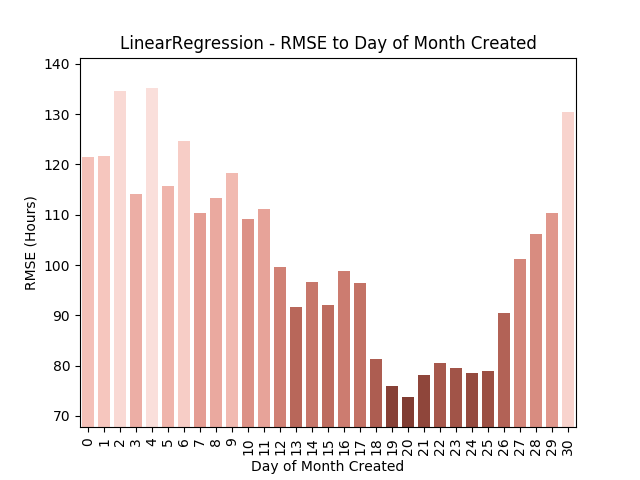 LinearRegression - RMSE to Day of Month Created
140
130
120
110
100
90
80
70
RMSE (Hours)
0 1 2 3 4 5 6 7 8 9 10 11 12 13 14 15 16 17 18 19 20 21 22 23 24 25 26 27 28 29 30
Day of Month Created